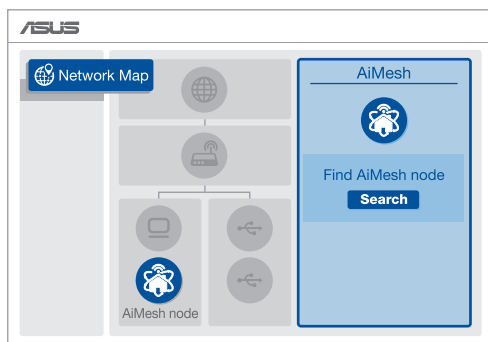 ASUS
Network Map
AiMesh
Find AiMesh node
Search
AiMesh node